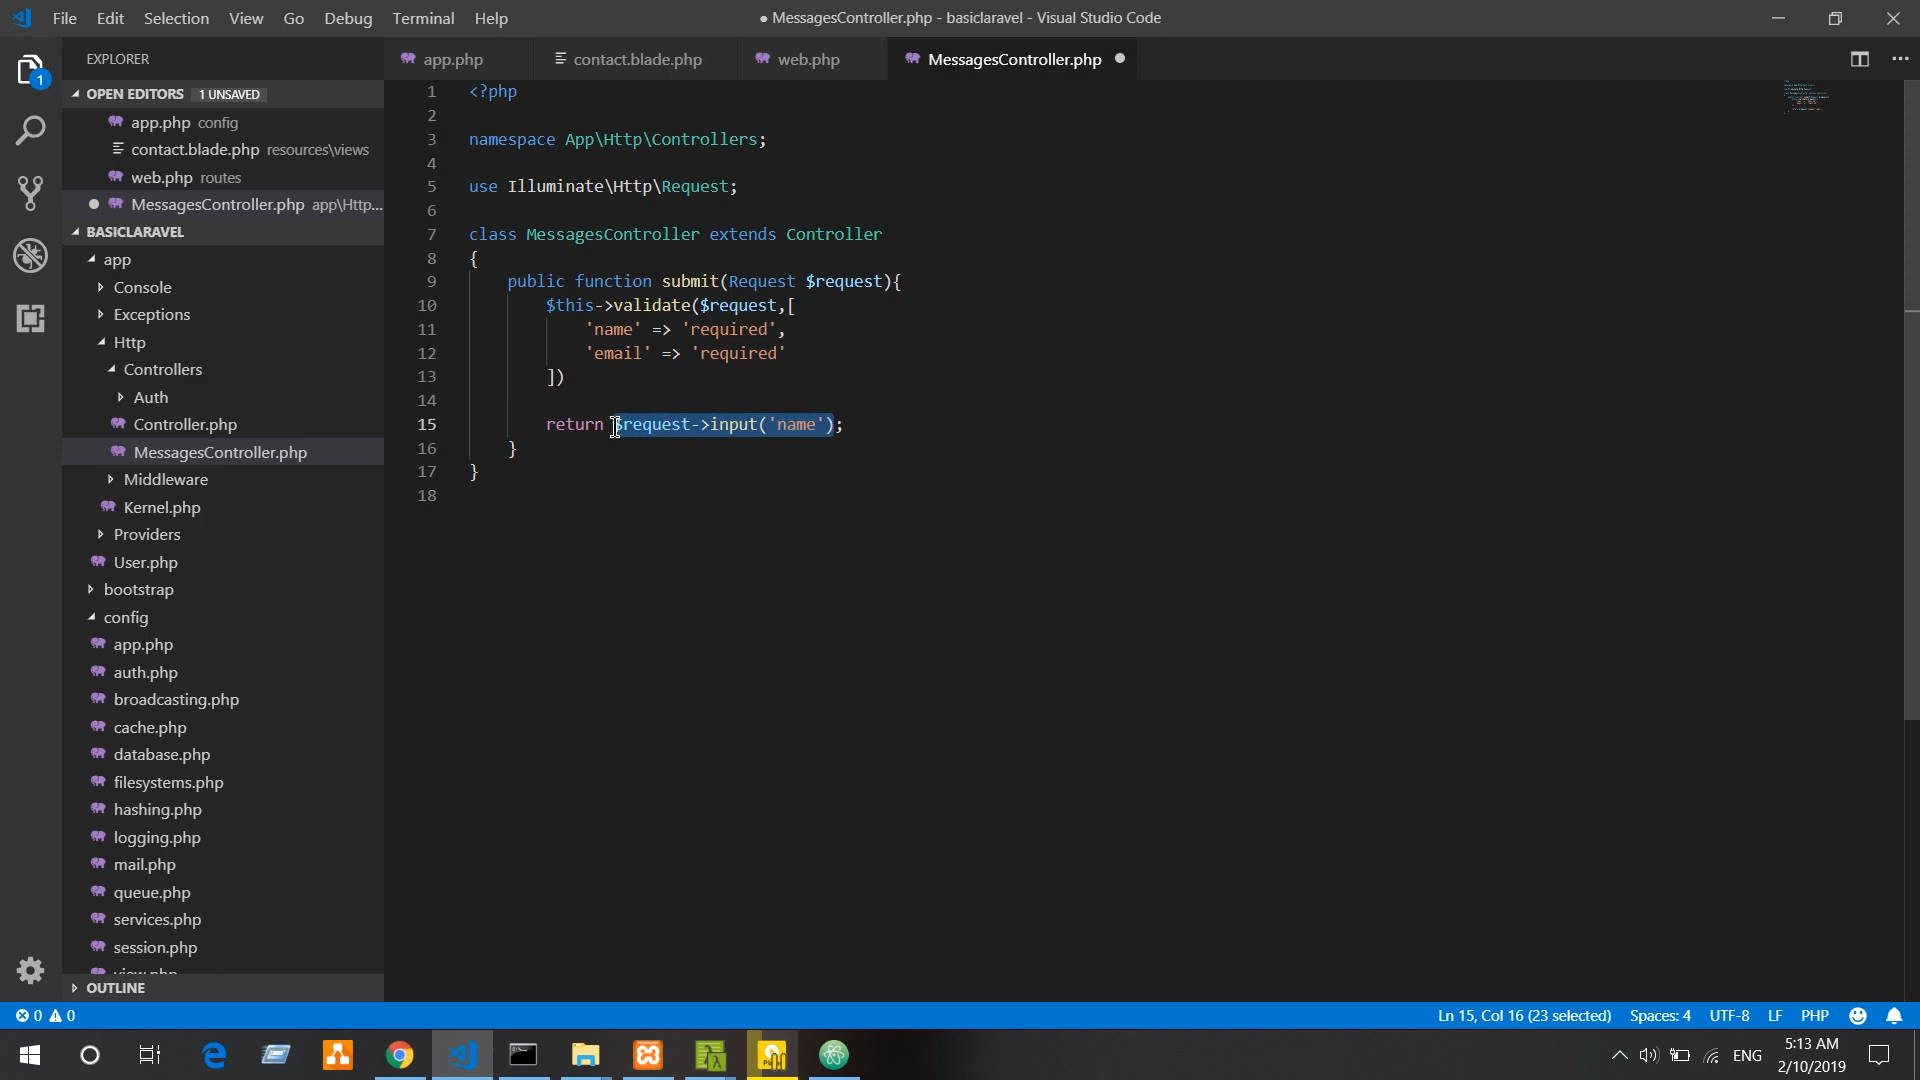 File Edit Selection View Go Debug Terminal Help
● MessagesController.php - basiclaravel - Visual Studio Code
EXPLORER
1
OPEN EDITORS 1 UNSAVED
app.php config
contact.blade.php resources\views
web.php routes
MessagesController.php app\Http...
BASICLARAVEL
app
Console
Exceptions
Http
Controllers
Auth
Controller.php
MessagesController.php
Middleware
Kernel.php
Providers
User.php
bootstrap
config
app.php
auth.php
broadcasting.php
cache.php
database.php
filesystems.php
hashing.php
logging.php
mail.php
queue.php
services.php
session.php
view.php
OUTLINE
app.php contact.blade.php web.php MessagesController.php
1 <?php
2
3 namespace App\Http\Controllers;
4
5 use Illuminate\Http\Request;
6
7 class MessagesController extends Controller
8 {
9 public function submit(Request $request){
10 $this->validate($request,[
11 'name' => 'required',
12 'email' => 'required'
13 ])
14
15 return $request->input('name');
16 }
17 }
18
0 0
Ln 15, Col 16 (23 selected) Spaces: 4 UTF-8 LF PHP
ENG
5:13 AM
2/10/2019